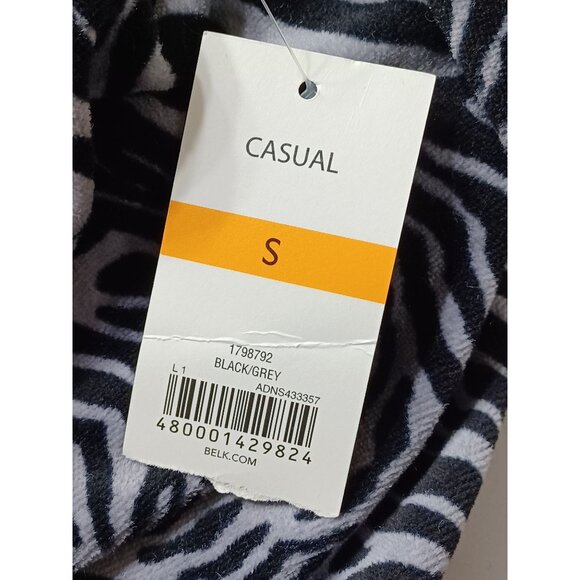 CASUAL
S
1798792
BLACK/GREY
L 1
ADNS433357
480001429824
BELK.COM